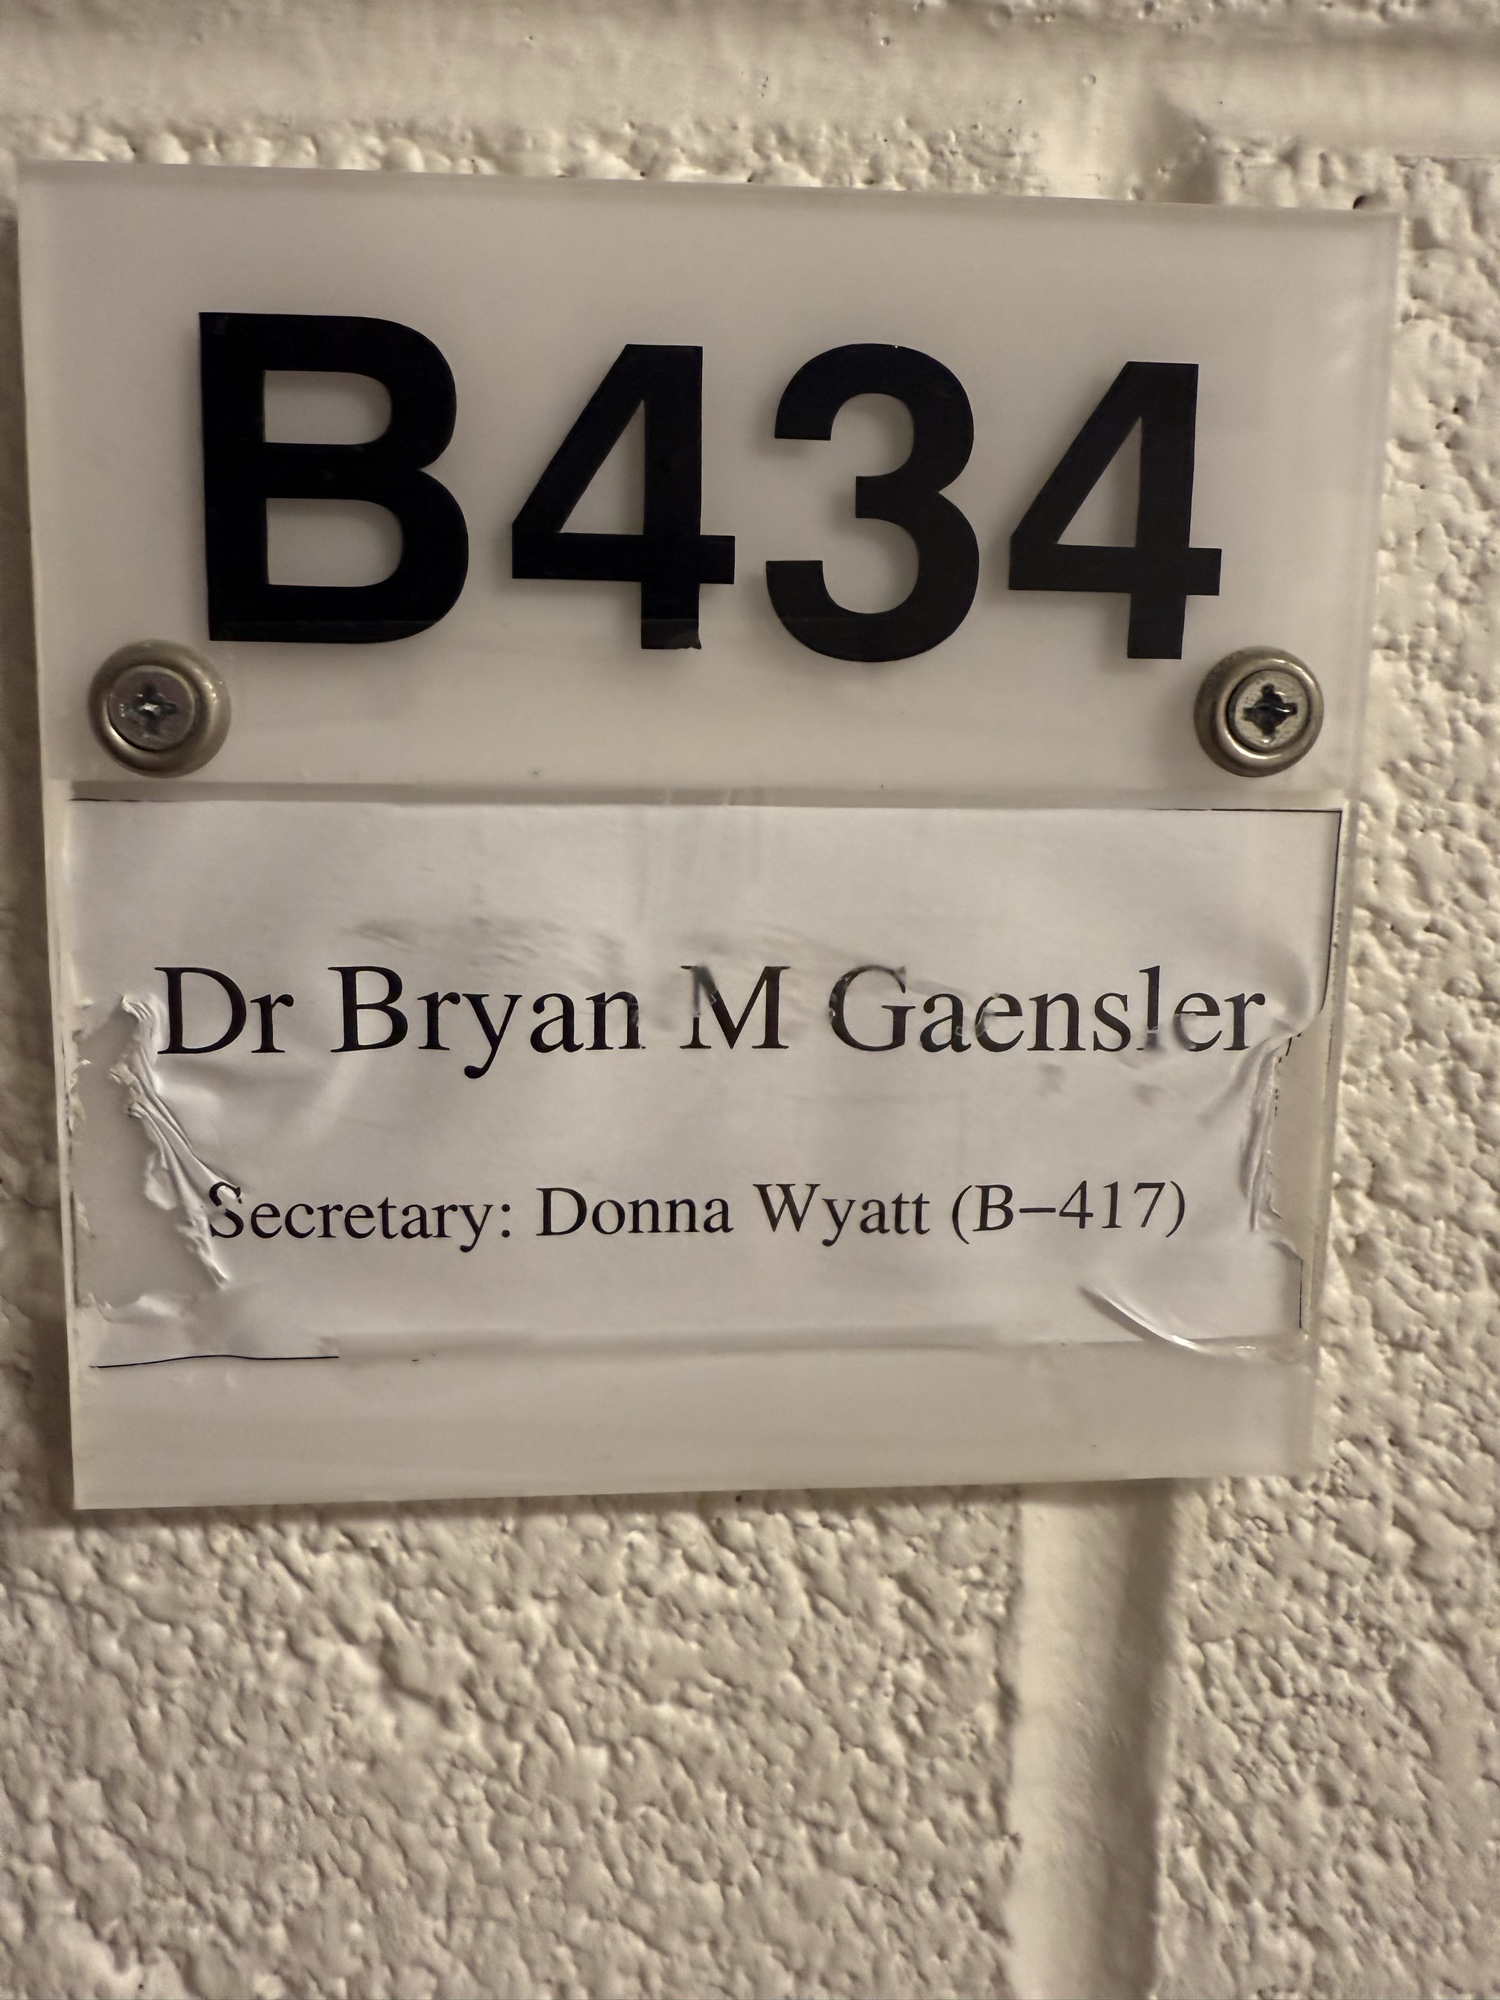 B434
Dr Bryan M Gaensler
Secretary: Donna Wyatt (B–417)